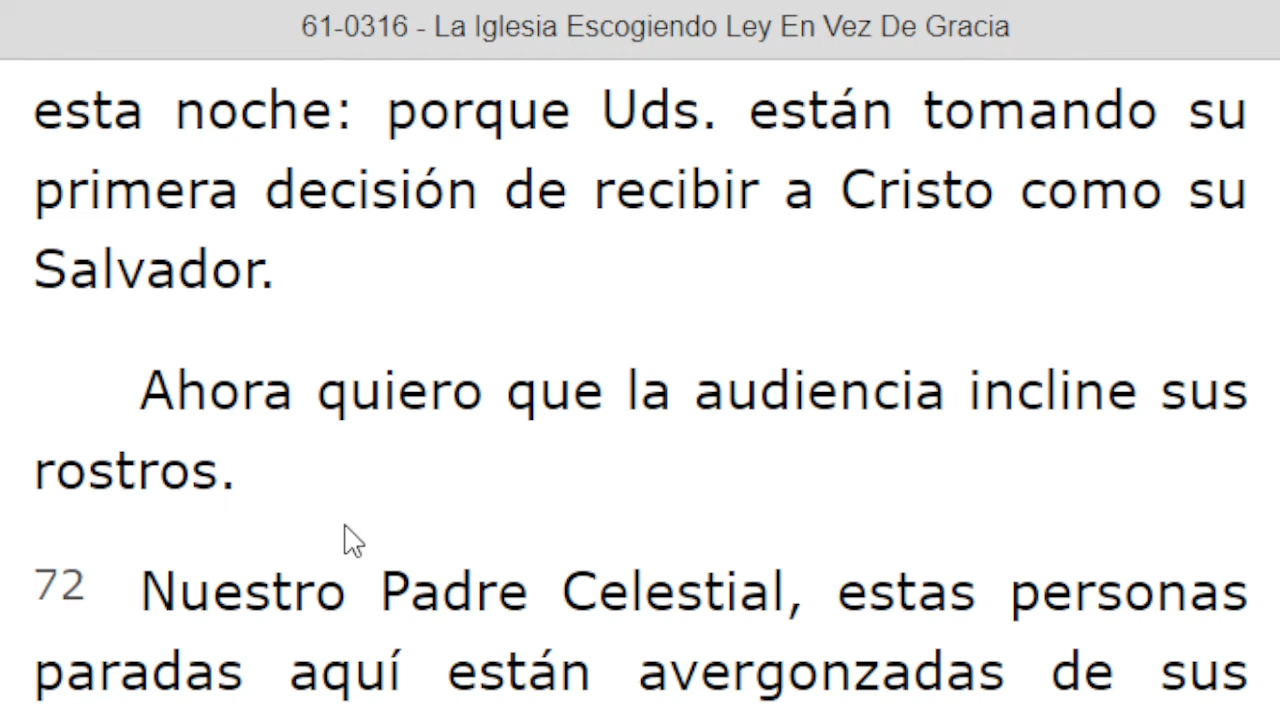 61-0316 - La Iglesia Escogiendo Ley En Vez De Gracia
esta noche: porque Uds. están tomando su
primera decisión de recibir a Cristo como su
Salvador.
Ahora quiero que la audiencia incline sus
rostros.
72 Nuestro Padre Celestial, estas personas
paradas aquí están avergonzadas de sus